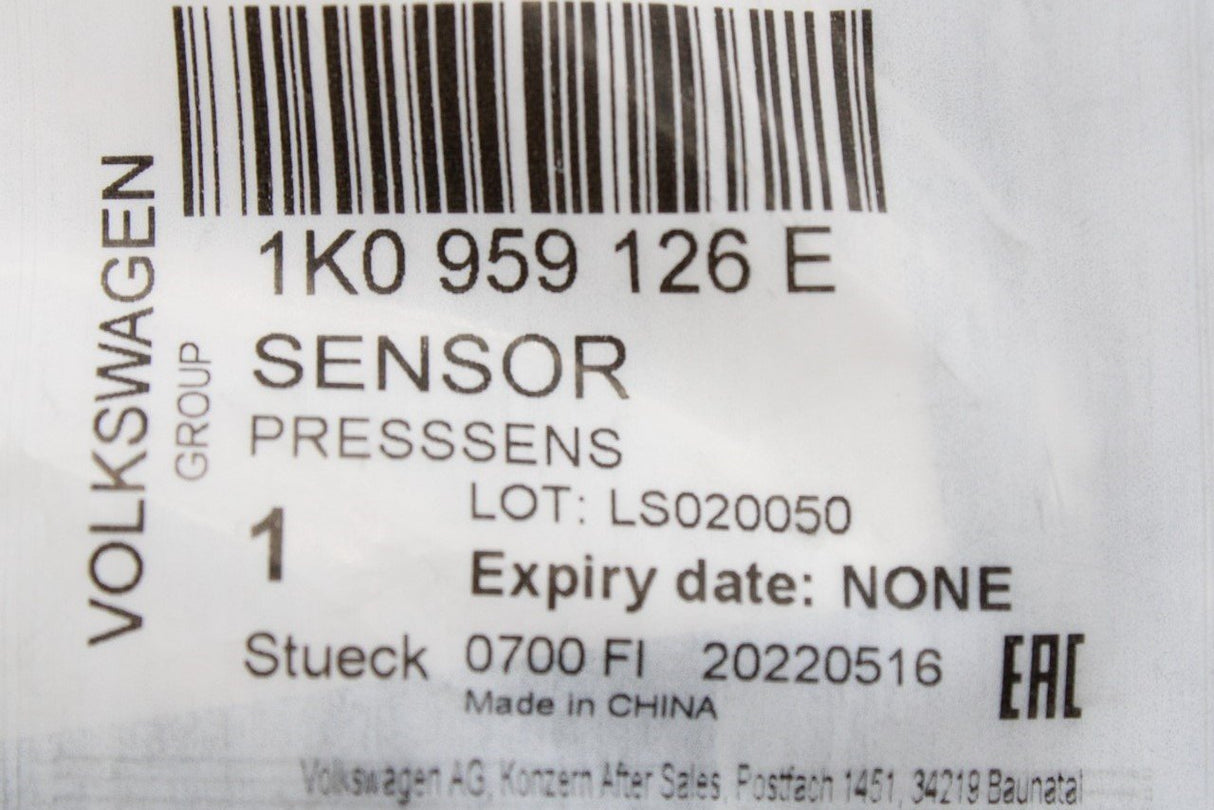 VOLKSWAGEN
GROUP
1K0 959 126 E
SENSOR
PRESSSENS
LOT: LS020050
1
Expiry date: NONE
Stueck 0700 FI 20220516
EAC
Made in CHINA
Volkswagen AG, Konzern After Sales, Postfach 1451, 34219 Baunatal